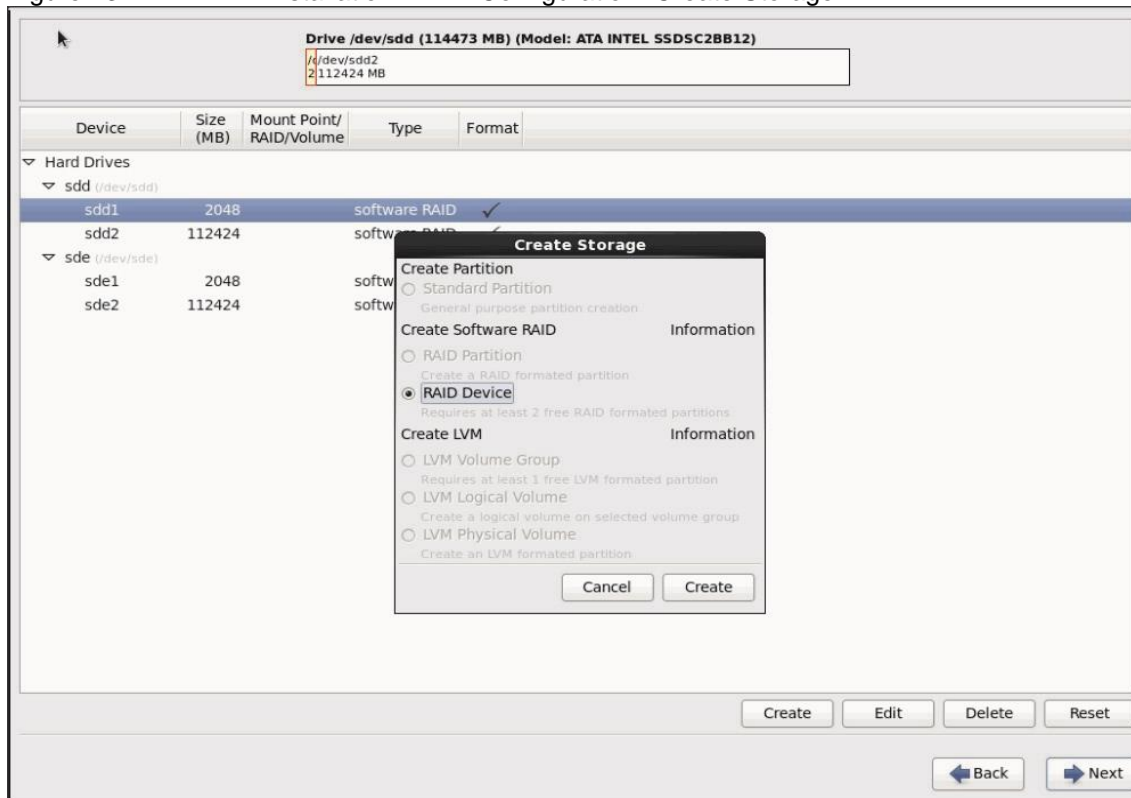 Drive /dev/sdd (114473 MB) (Model: ATA INTEL SSDSC2BB12)
/dev/sdd2
2 112424 MB
Device Size (MB) Mount Point/ RAID/Volume Type Format
Hard Drives
sdd (/dev/sdd)
sdd1 2048 software RAID ✓
sdd2 112424 softw
sde (/dev/sde)
sde1 2048 softw
sde2 112424 softw
Create Storage
Create Partition
Standard Partition
General purpose partition creation
Create Software RAID Information
RAID Partition
Create a RAID formated partition
RAID Device
Requires at least 2 free RAID formated partitions
Create LVM Information
LVM Volume Group
Requires at least 1 free LVM formated partition
LVM Logical Volume
Create a logical volume on selected volume group
LVM Physical Volume
Create an LVM formated partition
Cancel Create
Create Edit Delete Reset
Back Next